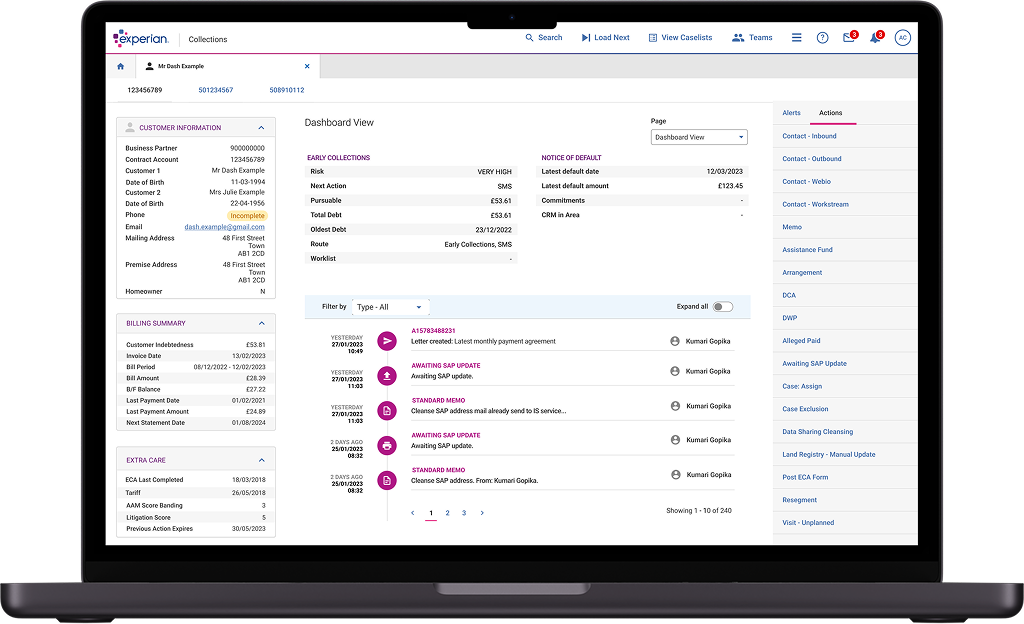 experian. Collections Search Load Next View Caselists Teams ? 3 3 AC
Mr Dash Example ×
123456789 501234567 508910112
CUSTOMER INFORMATION
Business Partner 900000000
Contract Account 123456789
Customer 1 Mr Dash Example
Date of Birth 11-03-1994
Customer 2 Mrs Julie Example
Date of Birth 22-04-1956
Phone Incomplete
Email dash.example@gmail.com
Mailing Address 48 First Street
Town
AB1 2CD
Premise Address 48 First Street
Town
AB1 2CD
Homeowner N
BILLING SUMMARY
Customer Indebtedness £53.81
Invoice Date 13/02/2023
Bill Period 08/12/2022 - 12/02/2023
Bill Amount £28.39
B/F Balance £27.22
Last Payment Date 01/02/2021
Last Payment Amount £24.89
Next Statement Date 01/08/2024
EXTRA CARE
ECA Last Completed 18/03/2018
Tariff 26/05/2018
AAM Score Banding 3
Litigation Score 5
Previous Action Expires 30/05/2023
Dashboard View
Page
Dashboard View
EARLY COLLECTIONS
Risk VERY HIGH
Next Action SMS
Pursuable £53.61
Total Debt £53.61
Oldest Debt 23/12/2022
Route Early Collections, SMS
Worklist -
NOTICE OF DEFAULT
Latest default date 12/03/2023
Latest default amount £123.45
Commitments -
CRM in Area -
Filter by Type - All Expand all
YESTERDAY
27/01/2023
10:49
A15783488231
Letter created: Latest monthly payment agreement
Kumari Gopika
YESTERDAY
27/01/2023
11:03
AWAITING SAP UPDATE
Awaiting SAP update.
Kumari Gopika
YESTERDAY
27/01/2023
11:03
STANDARD MEMO
Cleanse SAP address mail already send to IS service...
Kumari Gopika
2 DAYS AGO
25/01/2023
08:32
AWAITING SAP UPDATE
Awaiting SAP update.
Kumari Gopika
2 DAYS AGO
25/01/2023
08:32
STANDARD MEMO
Cleanse SAP address. From: Kumari Gopika.
Kumari Gopika
< 1 2 3 > Showing 1 - 10 of 240
Alerts Actions
Contact - Inbound
Contact - Outbound
Contact - Webio
Contact - Workstream
Memo
Assistance Fund
Arrangement
DCA
DWP
Alleged Paid
Awaiting SAP Update
Case: Assign
Case Exclusion
Data Sharing Cleansing
Land Registry - Manual Update
Post ECA Form
Resegment
Visit - Unplanned